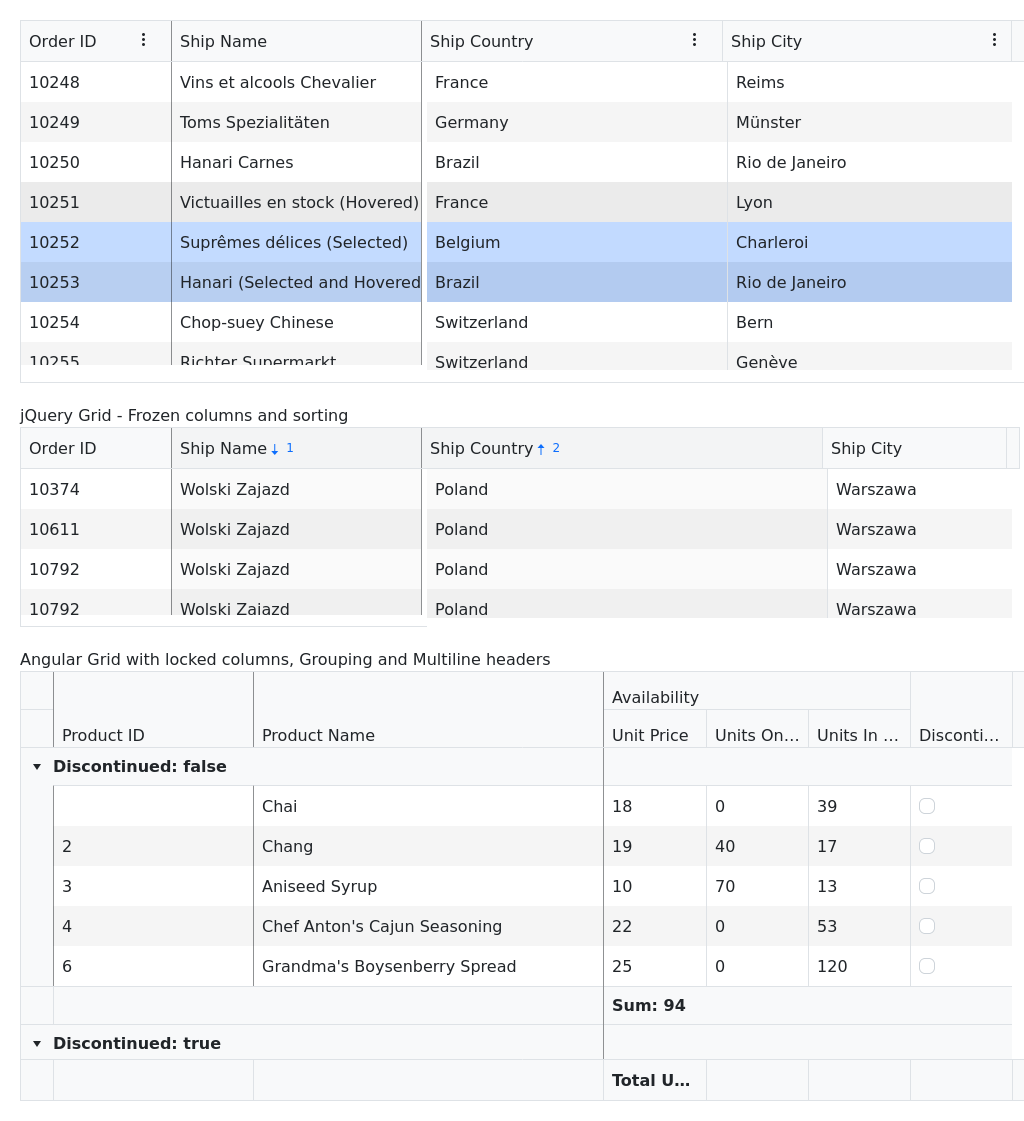 Order ID Ship Name Ship Country Ship City
10248 Vins et alcools Chevalier France Reims
10249 Toms Spezialitäten Germany Münster
10250 Hanari Carnes Brazil Rio de Janeiro
10251 Victuailles en stock (Hovered) France Lyon
10252 Suprêmes délices (Selected) Belgium Charleroi
10253 Hanari (Selected and Hovered Brazil Rio de Janeiro
10254 Chop-suey Chinese Switzerland Bern
10255 Richter Supermarkt Switzerland Genève
jQuery Grid - Frozen columns and sorting
Order ID Ship Name 1 Ship Country 2 Ship City
10374 Wolski Zajazd Poland Warszawa
10611 Wolski Zajazd Poland Warszawa
10792 Wolski Zajazd Poland Warszawa
10792 Wolski Zajazd Poland Warszawa
Angular Grid with locked columns, Grouping and Multiline headers
Availability
Product ID Product Name Unit Price Units On... Units In ... Disconti...
Discontinued: false
Chai 18 0 39
2 Chang 19 40 17
3 Aniseed Syrup 10 70 13
4 Chef Anton's Cajun Seasoning 22 0 53
6 Grandma's Boysenberry Spread 25 0 120
Sum: 94
Discontinued: true
Total U...